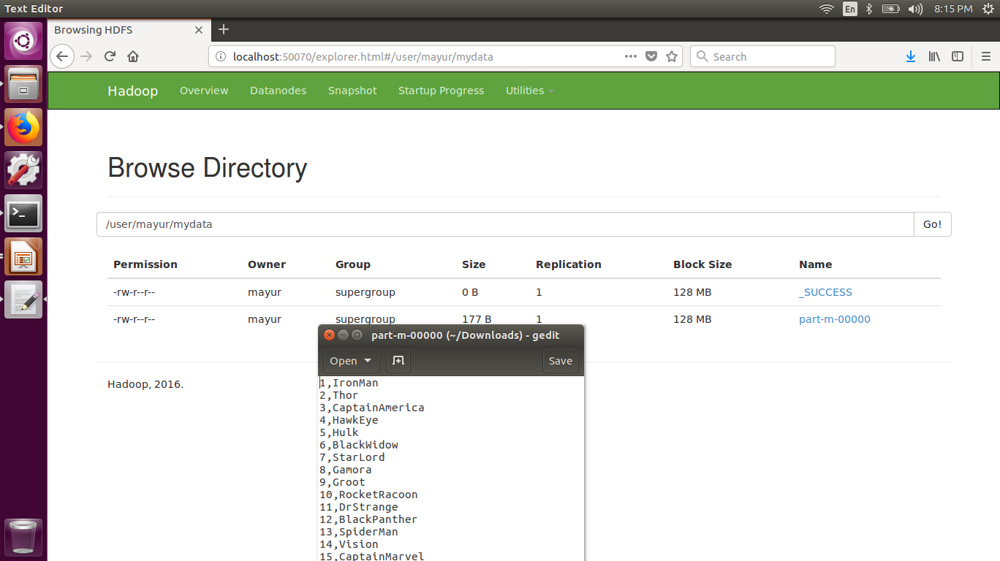 Text Editor En 8:15 PM
Browsing HDFS
localhost:50070/explorer.html#/user/mayur/mydata Search
Hadoop Overview Datanodes Snapshot Startup Progress Utilities
Browse Directory
/user/mayur/mydata Go!
Permission Owner Group Size Replication Block Size Name
-rw-r--r-- mayur supergroup 0 B 1 128 MB _SUCCESS
-rw-r--r-- mayur supergroup 177 B 1 128 MB part-m-00000
part-m-00000 (~/Downloads) - gedit
Open Save
Hadoop, 2016.
1,IronMan
2,Thor
3,CaptainAmerica
4,HawkEye
5,Hulk
6,BlackWidow
7,StarLord
8,Gamora
9,Groot
10,RocketRacoon
11,DrStrange
12,BlackPanther
13,SpiderMan
14,Vision
15,CaptainMarvel